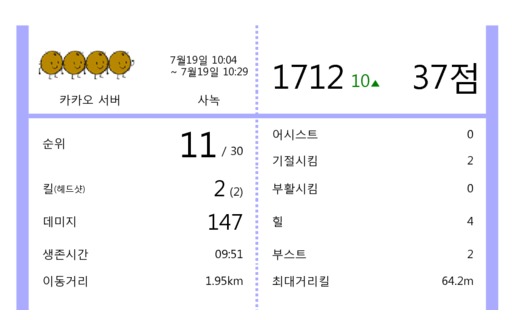 7월19일 10:04
~ 7월19일 10:29
카카오 서버
사녹
1712 10▲ 37점
순위 11 / 30
킬(헤드샷) 2 (2)
데미지 147
생존시간 09:51
이동거리 1.95km
어시스트 0
기절시킴 2
부활시킴 0
힐 4
부스트 2
최대거리킬 64.2m